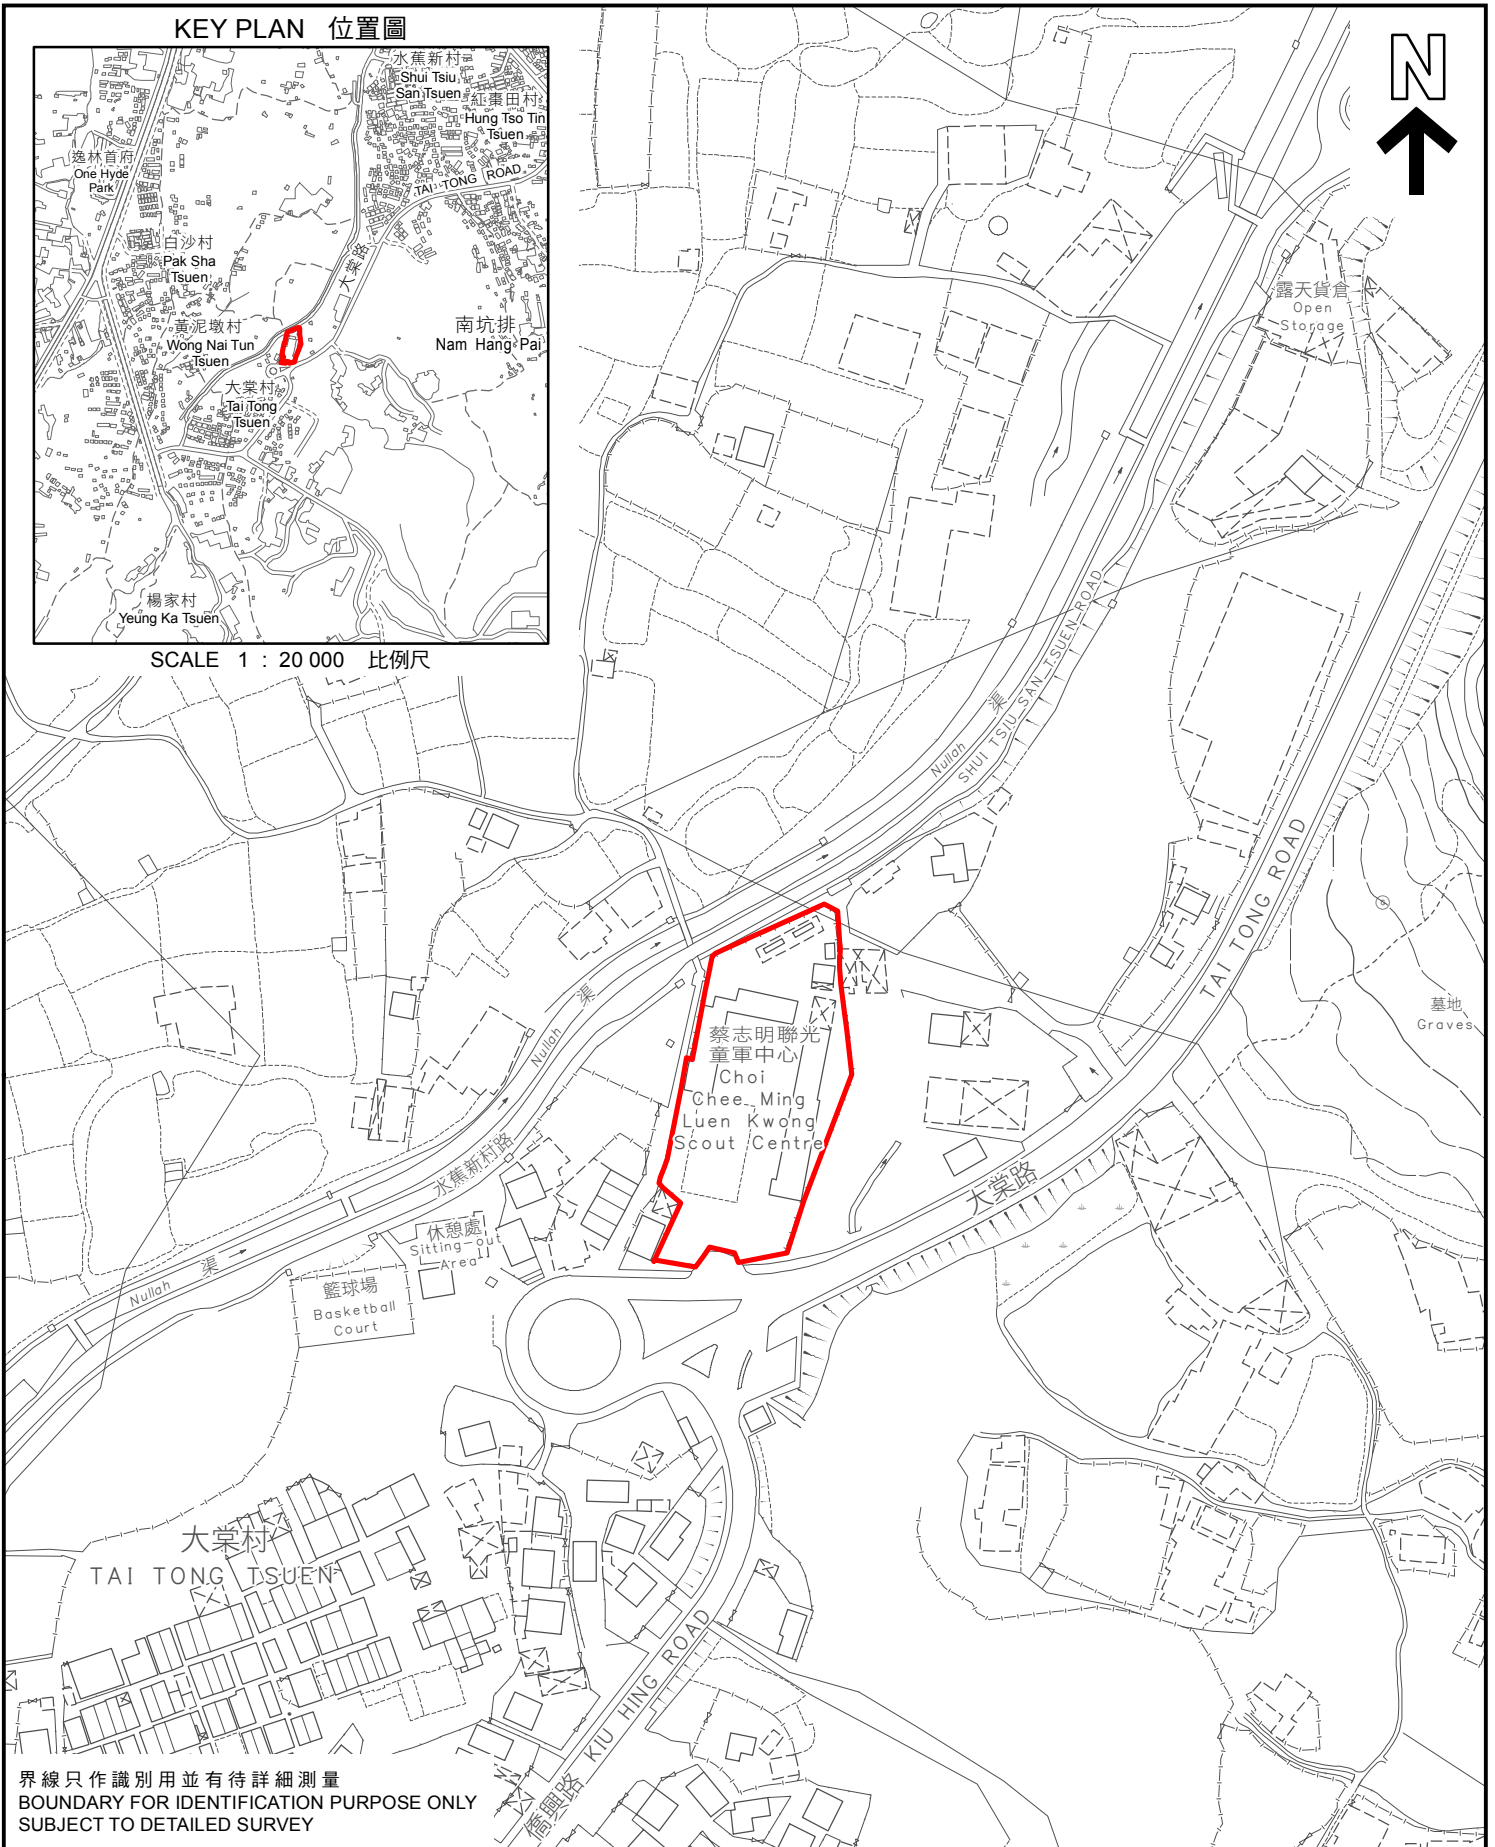 KEY PLAN 位置圖
水蕉新村
Shui Tsiu
San Tsuen
紅棗田村
Hung Tso Tin
Tsuen
逸林首府
One Hyde
Park
TAI TONG ROAD
大棠路
白沙村
Pak Sha
Tsuen
黃泥墩村
Wong Nai Tun
Tsuen
南坑排
Nam Hang Pai
大棠村
Tai Tong
Tsuen
楊家村
Yeung Ka Tsuen
SCALE 1 : 20 000 比例尺
N
露天貨倉
Open
Storage
SHUI TSIU SAN TSUEN ROAD
渠
Nullah
TAI TONG ROAD
墓地
Graves
渠
Nullah
蔡志明聯光
童軍中心
Choi
Chee Ming
Luen Kwong
Scout Centre
水蕉新村路
大棠路
休憩處
Sitting-out
Area
渠
Nullah
籃球場
Basketball
Court
大棠村
TAI TONG TSUEN
KIU HING ROAD
僑興路
界線只作識別用並有待詳細測量
BOUNDARY FOR IDENTIFICATION PURPOSE ONLY
SUBJECT TO DETAILED SURVEY